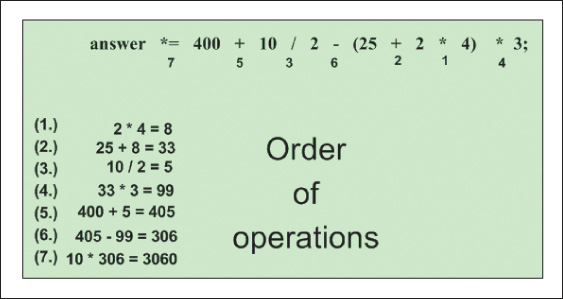 answer *= 400 + 10 / 2 - (25 + 2 * 4) * 3;
7 5 3 6 2 1 4
(1.) 2 * 4 = 8
(2.) 25 + 8 = 33
(3.) 10 / 2 = 5
(4.) 33 * 3 = 99
(5.) 400 + 5 = 405
(6.) 405 - 99 = 306
(7.) 10 * 306 = 3060
Order
of
operations